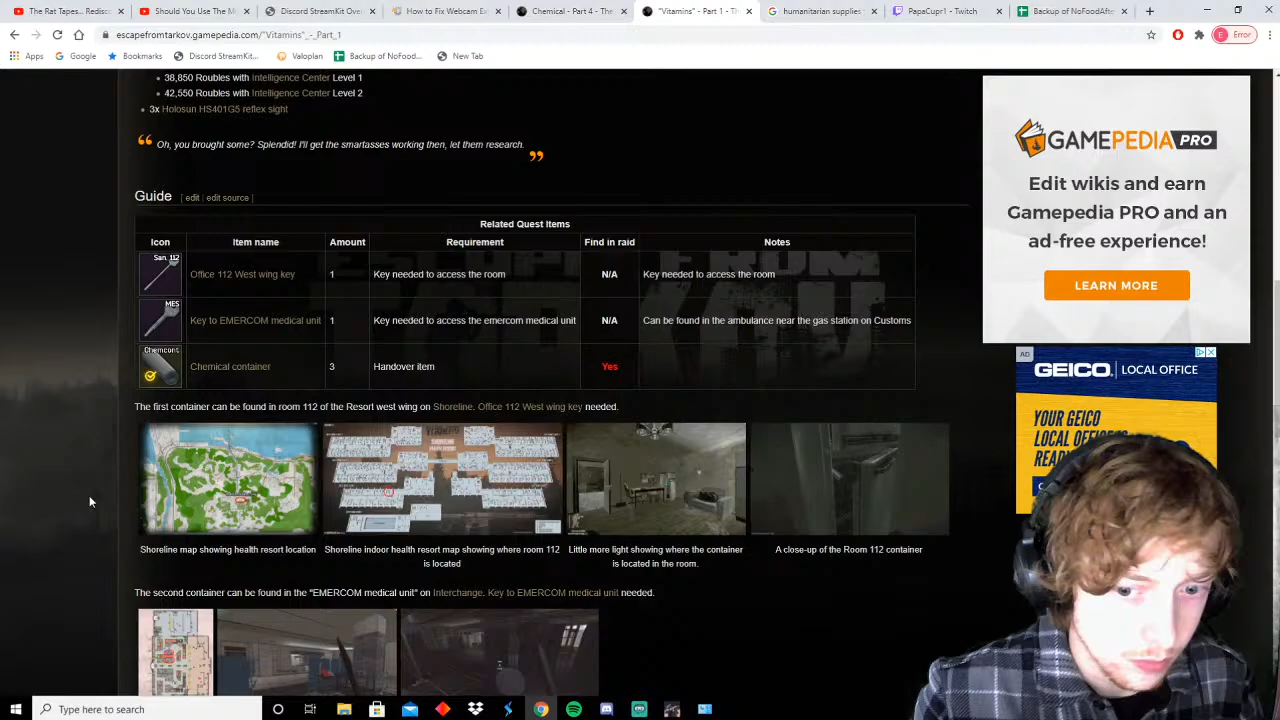 The Rat Tapes.. Redisco
Should You Use The M
Discord StreamKit Ove
How to Fix Webcam E
Chemical - Part 4 - The
"Vitamins" - Part 1 - Th
humanitarian supplies
PapaCupr1 - Twitch
Backup of NoFoodAfte
escapefromtarkov.gamepedia.com/"Vitamins"_-_Part_1
E Error
Apps
Google
Bookmarks
Discord StreamKit...
Valoplan
Backup of NoFood...
New Tab
38,850 Roubles with Intelligence Center Level 1
42,550 Roubles with Intelligence Center Level 2
3x Holosun HS401G5 reflex sight
“ Oh, you brought some? Splendid! I'll get the smartasses working then, let them research. ”
Guide [ edit | edit source ]
Related Quest Items
Icon Item name Amount Requirement Find in raid Notes
San. 112
Office 112 West wing key 1 Key needed to access the room N/A Key needed to access the room
MES
Key to EMERCOM medical unit 1 Key needed to access the emercom medical unit N/A Can be found in the ambulance near the gas station on Customs
Chemcont
Chemical container 3 Handover item Yes
The first container can be found in room 112 of the Resort west wing on Shoreline. Office 112 West wing key needed.
Shoreline map showing health resort location
Shoreline indoor health resort map showing where room 112
is located
Little more light showing where the container
is located in the room.
A close-up of the Room 112 container
The second container can be found in the "EMERCOM medical unit" on Interchange. Key to EMERCOM medical unit needed.
GAMEPEDIA PRO
Edit wikis and earn
Gamepedia PRO and an
ad-free experience!
LEARN MORE
AD
GEICO | LOCAL OFFICE
YOUR GEICO
LOCAL OFFICE
Type here to search